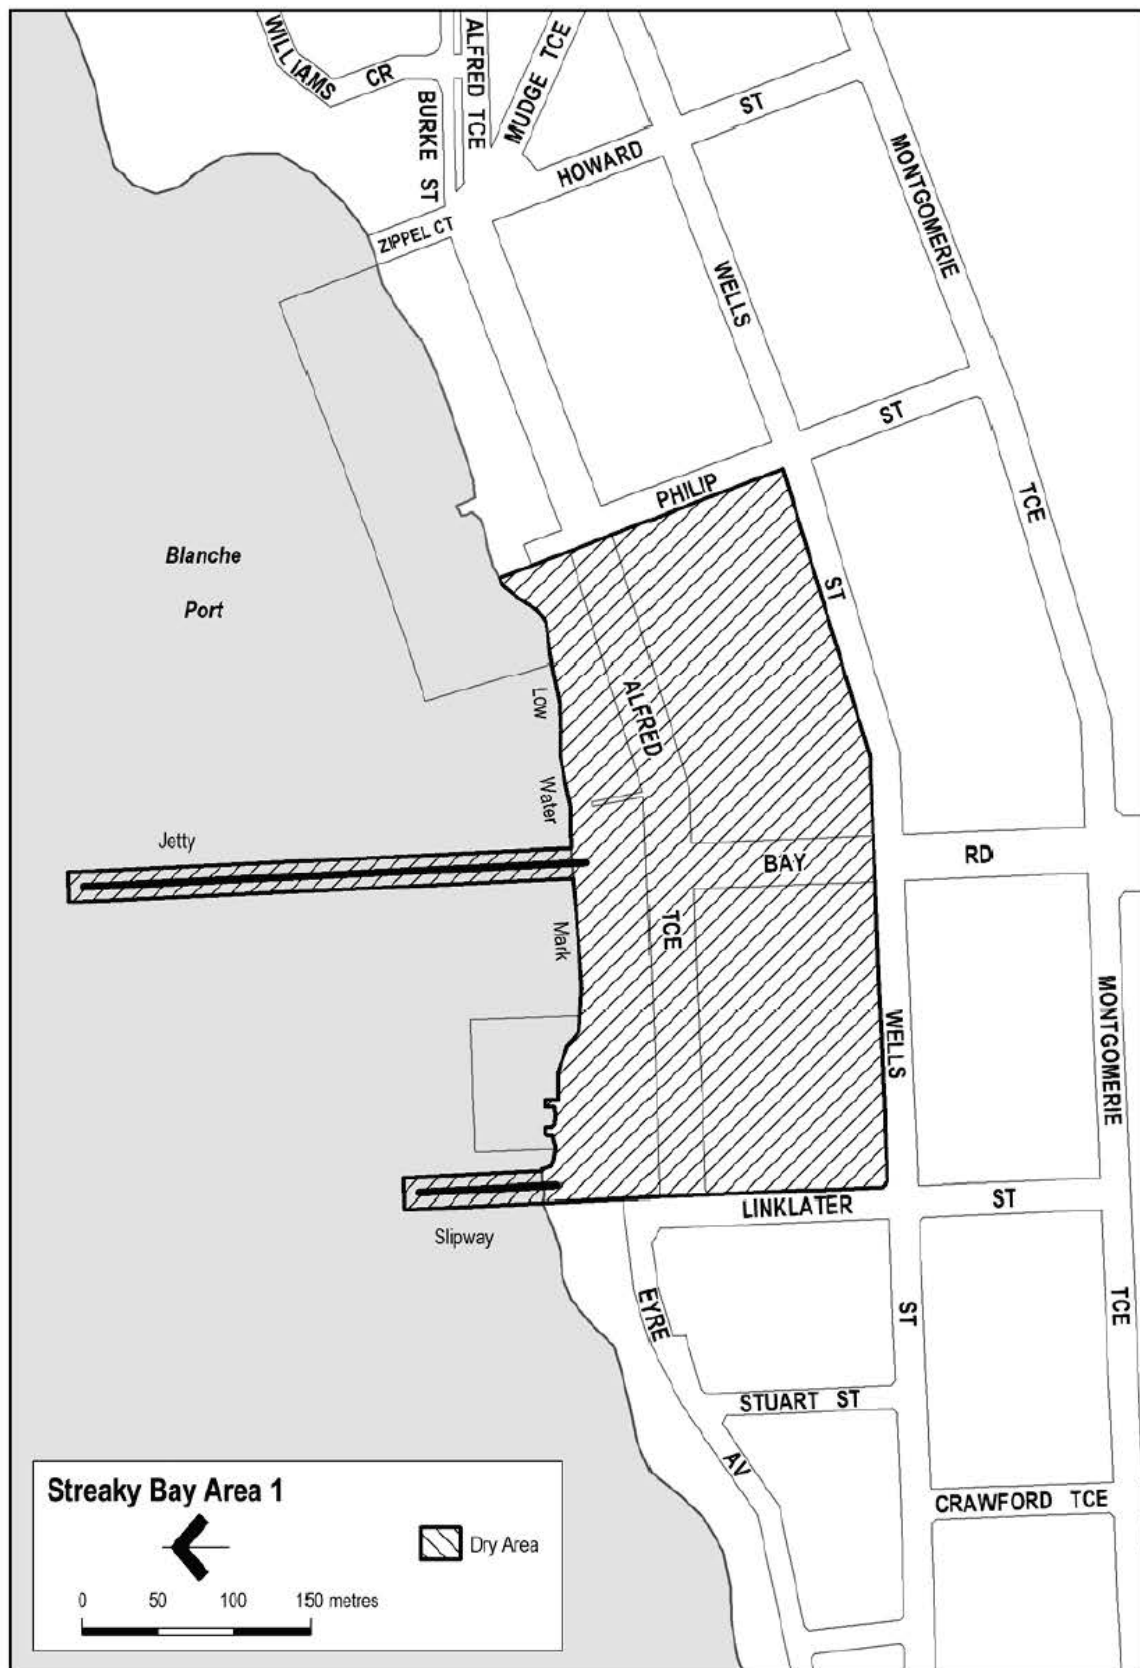 WILLIAMS CR
ALFRED TCE
MUDGE TCE
BURKE ST
HOWARD ST
MONTGOMERIE TCE
ZIPPEL CT
WELLS ST
PHILIP ST
Blanche
Port
Low Water Mark
ALFRED TCE
Jetty
BAY RD
WELLS ST
MONTGOMERIE TCE
LINKLATER ST
Slipway
EYRE AV
STUART ST
CRAWFORD TCE
Streaky Bay Area 1
Dry Area
0 50 100 150 metres